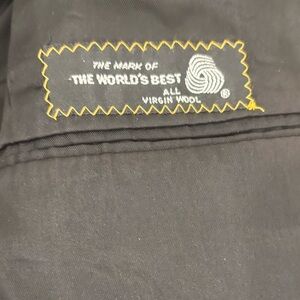 THE MARK OF
THE WORLD'S BEST
ALL
VIRGIN WOOL
®